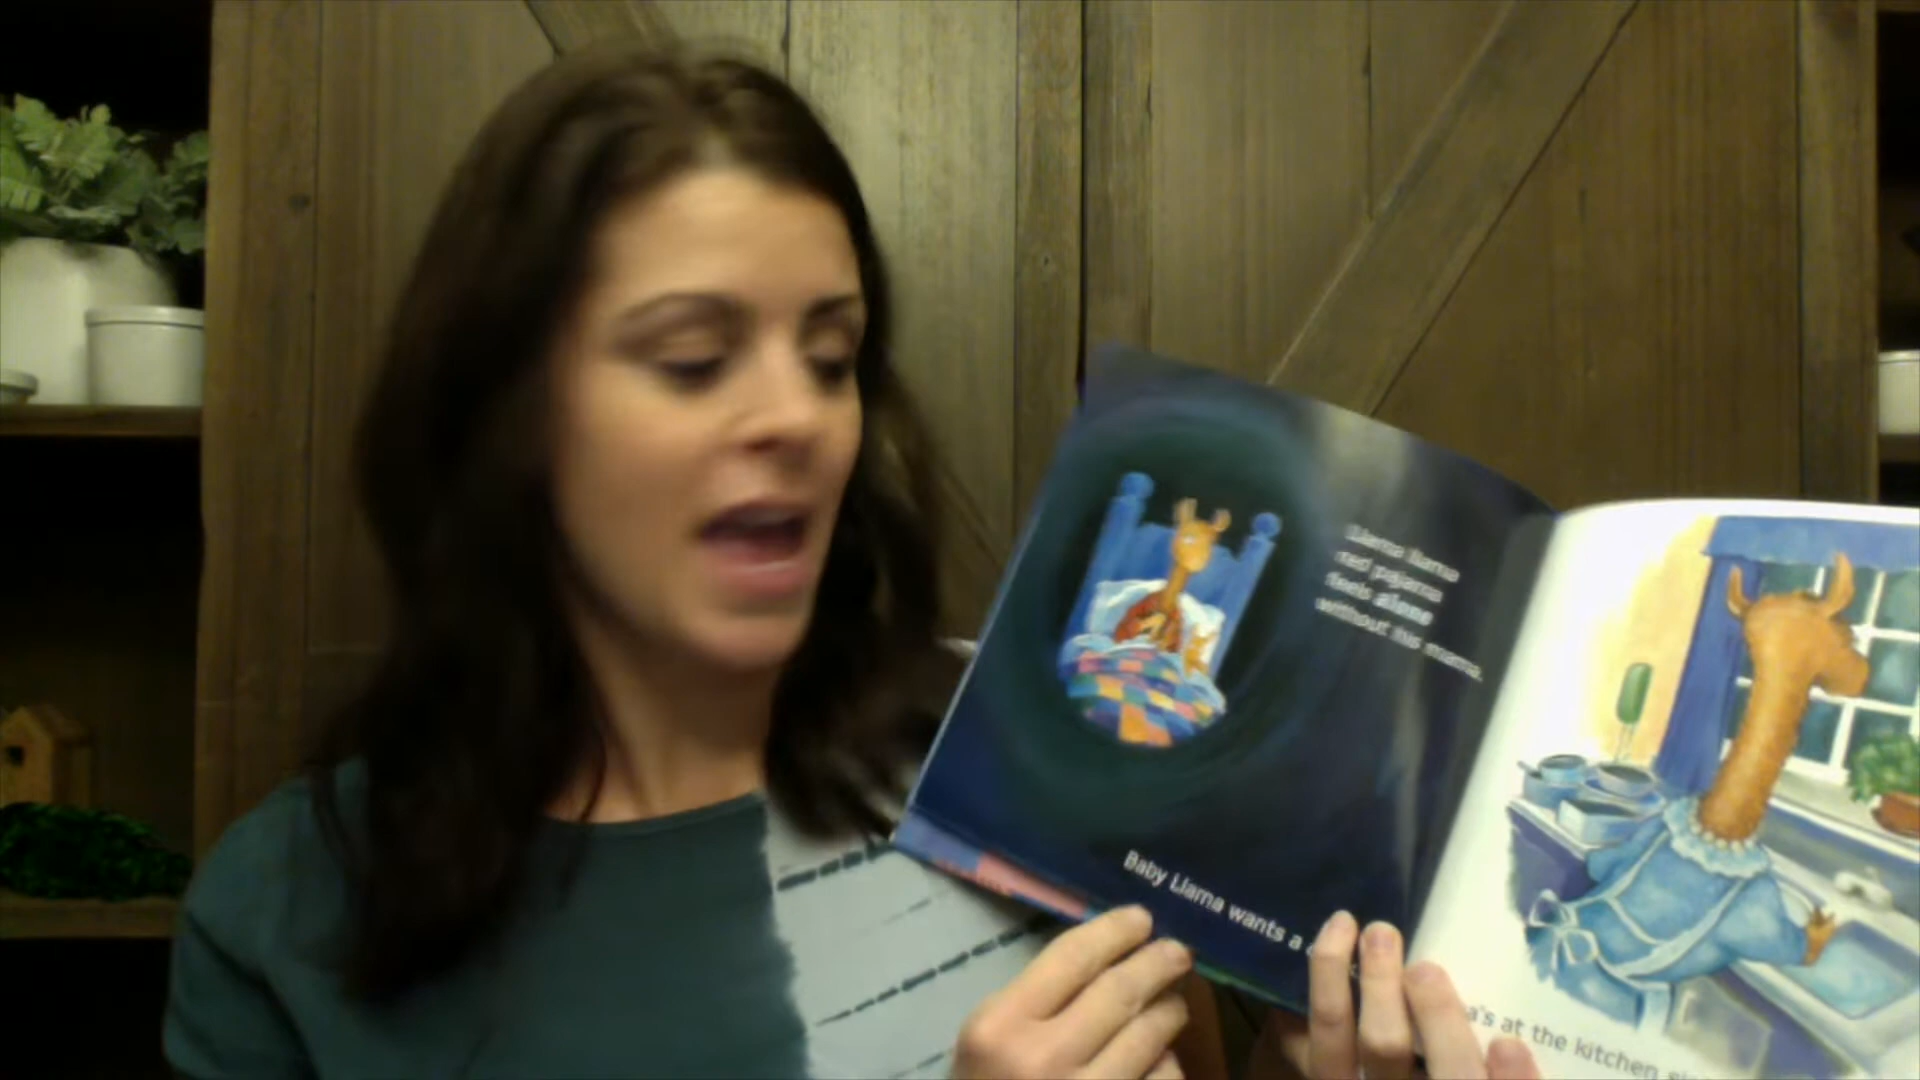 Llama llama
red pajama
feels alone
without his mama.
Baby Llama wants a
a's at the kitchen